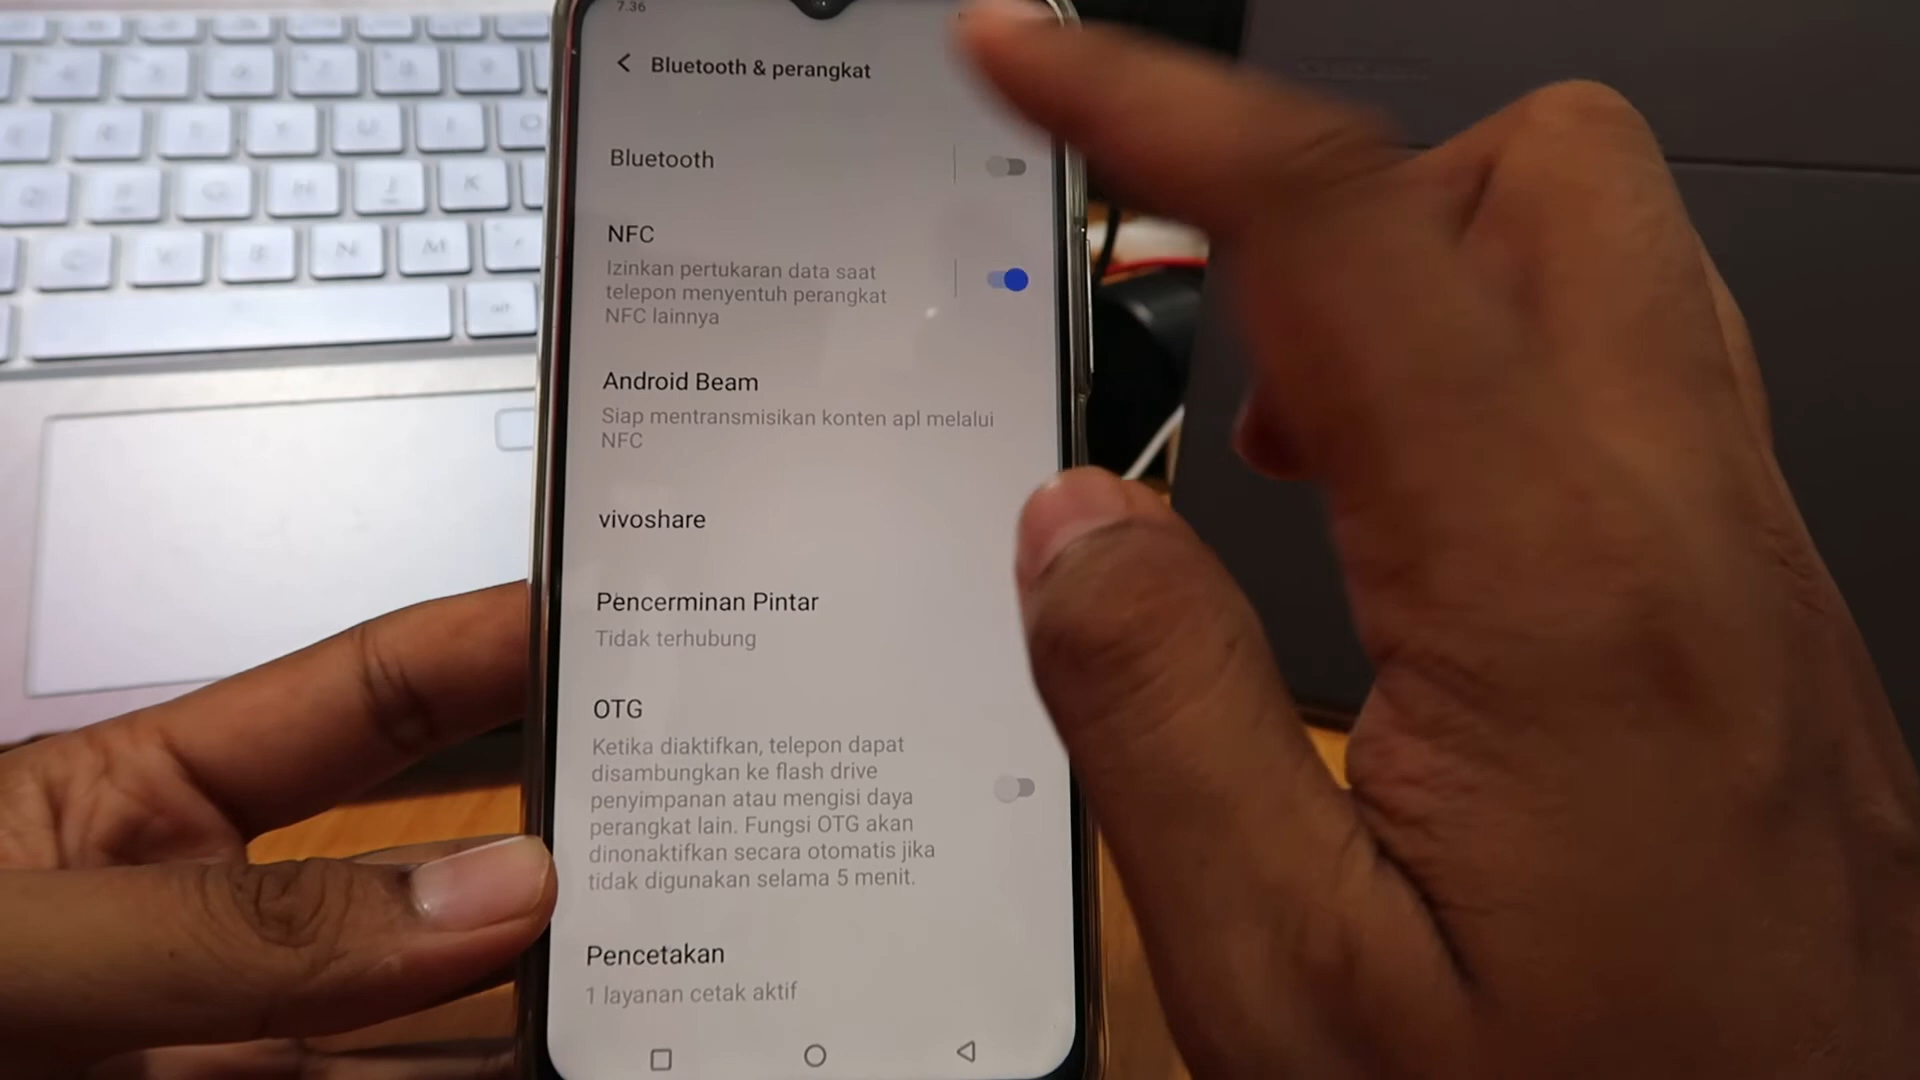 7.36
Bluetooth & perangkat
Bluetooth
NFC
Izinkan pertukaran data saat
telepon menyentuh perangkat
NFC lainnya
Android Beam
Siap mentransmisikan konten apl melalui
NFC
vivoshare
Pencerminan Pintar
Tidak terhubung
OTG
Ketika diaktifkan, telepon dapat
disambungkan ke flash drive
penyimpanan atau mengisi daya
perangkat lain. Fungsi OTG akan
dinonaktifkan secara otomatis jika
tidak digunakan selama 5 menit.
Pencetakan
1 layanan cetak aktif